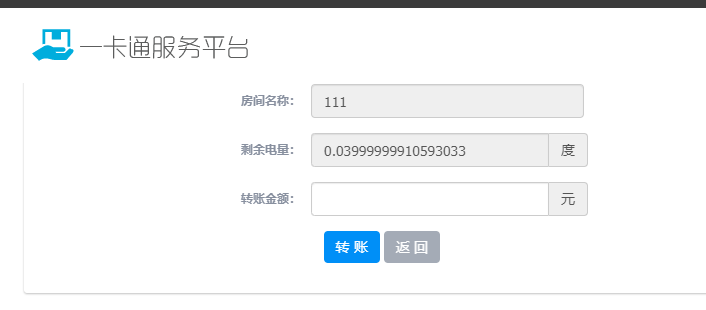 一卡通服务平台
房间名称： 111
剩余电量： 0.03999999910593033 度
转账金额： 元
转 账 返 回